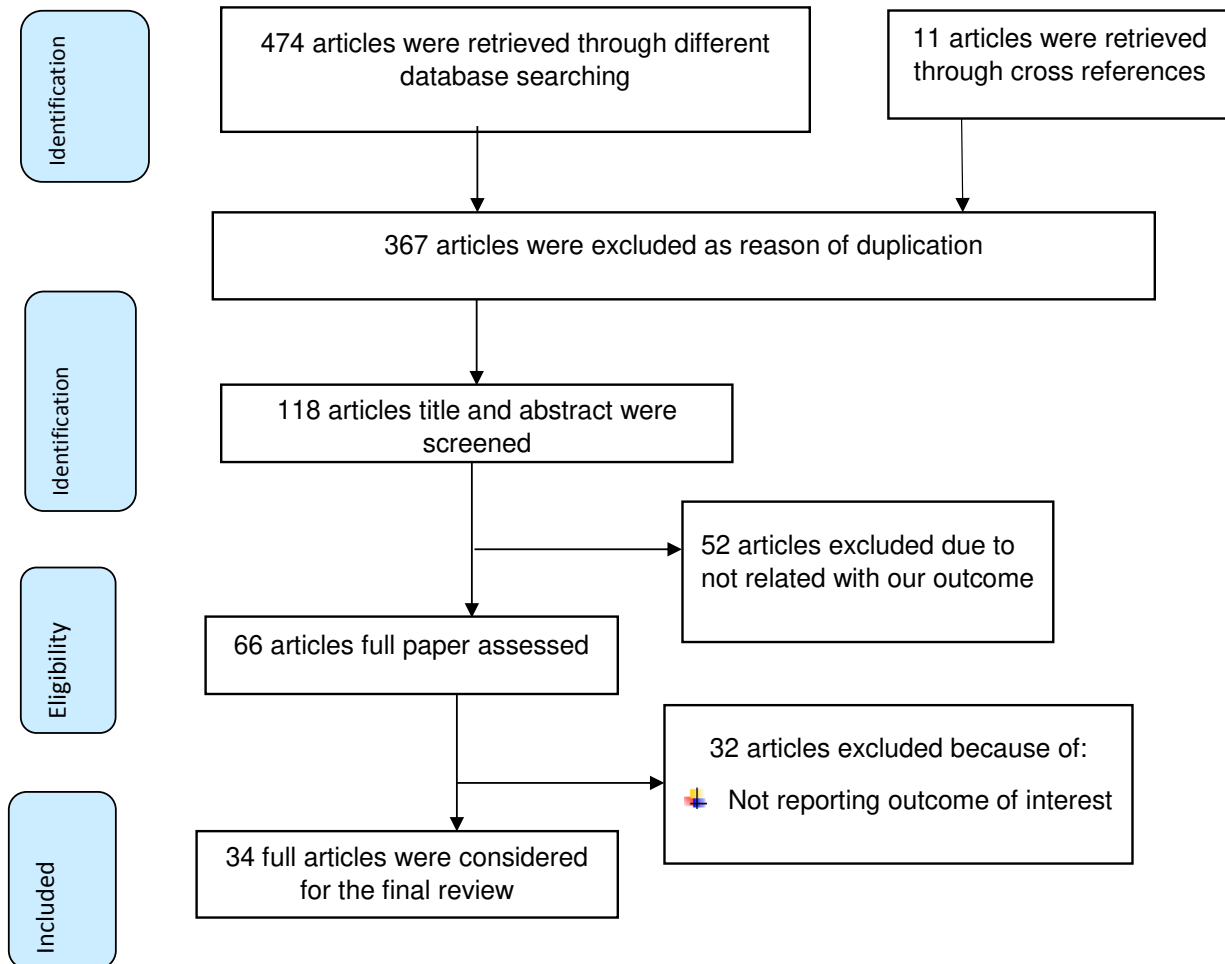 Identification
474 articles were retrieved through different
database searching
11 articles were retrieved
through cross references
367 articles were excluded as reason of duplication
Identification
118 articles title and abstract were
screened
52 articles excluded due to
not related with our outcome
Eligibility
66 articles full paper assessed
32 articles excluded because of:
Not reporting outcome of interest
Included
34 full articles were considered
for the final review